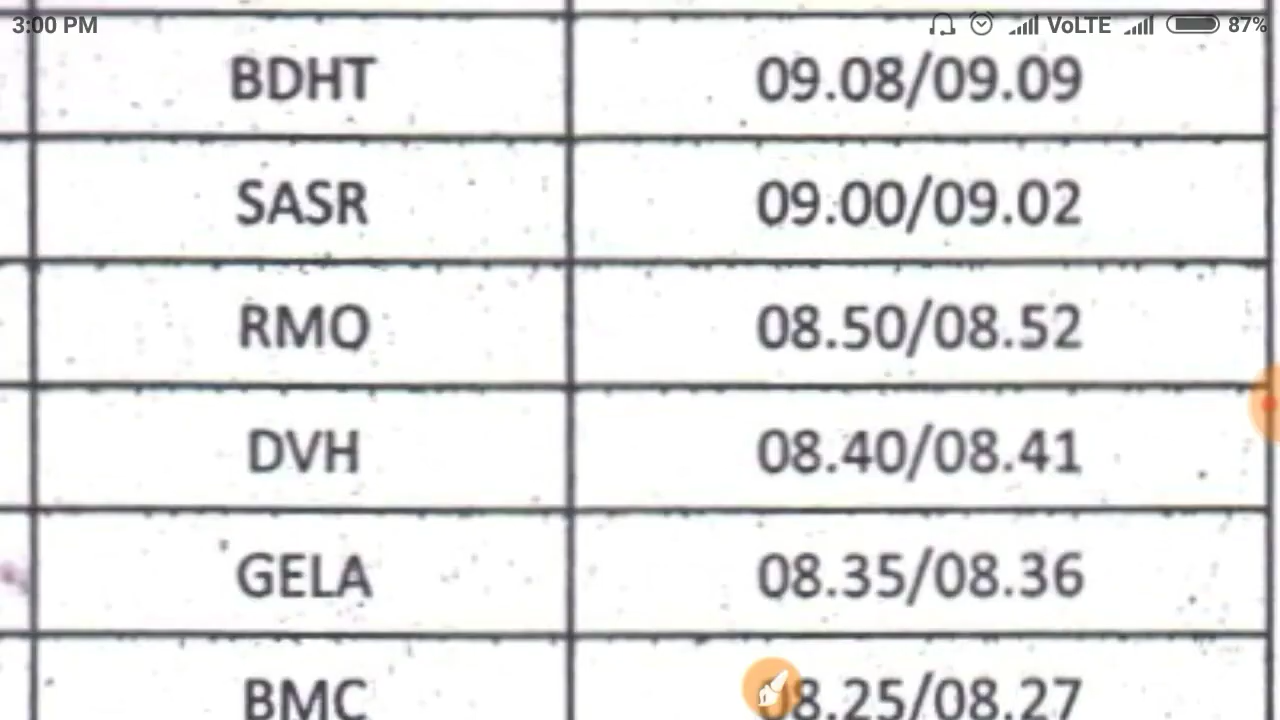 3:00 PM VoLTE 87%
BDHT 09.08/09.09
SASR 09.00/09.02
RMO 08.50/08.52
DVH 08.40/08.41
GELA 08.35/08.36
BMC 08.25/08.27